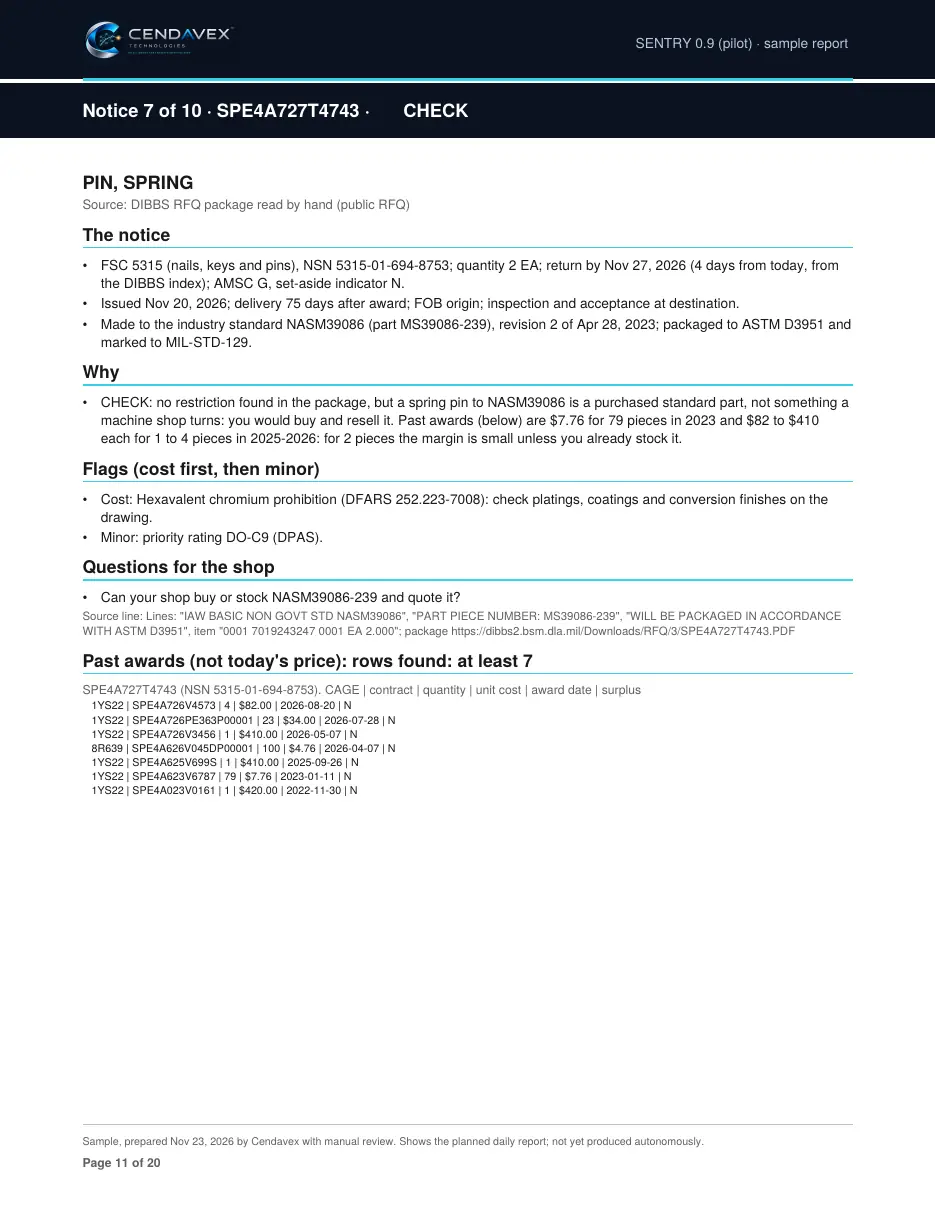 CENDAVEX
TECHNOLOGIES
SENTRY 0.9 (pilot) · sample report
Notice 7 of 10 · SPE4A727T4743 · CHECK
PIN, SPRING
Source: DIBBS RFQ package read by hand (public RFQ)
The notice
• FSC 5315 (nails, keys and pins), NSN 5315-01-694-8753; quantity 2 EA; return by Nov 27, 2026 (4 days from today, from
the DIBBS index); AMSC G, set-aside indicator N.
• Issued Nov 20, 2026; delivery 75 days after award; FOB origin; inspection and acceptance at destination.
• Made to the industry standard NASM39086 (part MS39086-239), revision 2 of Apr 28, 2023; packaged to ASTM D3951 and
marked to MIL-STD-129.
Why
• CHECK: no restriction found in the package, but a spring pin to NASM39086 is a purchased standard part, not something a
machine shop turns: you would buy and resell it. Past awards (below) are $7.76 for 79 pieces in 2023 and $82 to $410
each for 1 to 4 pieces in 2025-2026: for 2 pieces the margin is small unless you already stock it.
Flags (cost first, then minor)
• Cost: Hexavalent chromium prohibition (DFARS 252.223-7008): check platings, coatings and conversion finishes on the
drawing.
• Minor: priority rating DO-C9 (DPAS).
Questions for the shop
• Can your shop buy or stock NASM39086-239 and quote it?
Source line: Lines: "IAW BASIC NON GOVT STD NASM39086", "PART PIECE NUMBER: MS39086-239", "WILL BE PACKAGED IN ACCORDANCE
WITH ASTM D3951", item "0001 7019243247 0001 EA 2.000"; package https://dibbs2.bsm.dla.mil/Downloads/RFQ/3/SPE4A727T4743.PDF
Past awards (not today's price): rows found: at least 7
SPE4A727T4743 (NSN 5315-01-694-8753). CAGE | contract | quantity | unit cost | award date | surplus
1YS22 | SPE4A726V4573 | 4 | $82.00 | 2026-08-20 | N
1YS22 | SPE4A726PE363P00001 | 23 | $34.00 | 2026-07-28 | N
1YS22 | SPE4A726V3456 | 1 | $410.00 | 2026-05-07 | N
8R639 | SPE4A626V045DP00001 | 100 | $4.76 | 2026-04-07 | N
1YS22 | SPE4A625V699S | 1 | $410.00 | 2025-09-26 | N
1YS22 | SPE4A623V6787 | 79 | $7.76 | 2023-01-11 | N
1YS22 | SPE4A023V0161 | 1 | $420.00 | 2022-11-30 | N
Sample, prepared Nov 23, 2026 by Cendavex with manual review. Shows the planned daily report; not yet produced autonomously.
Page 11 of 20